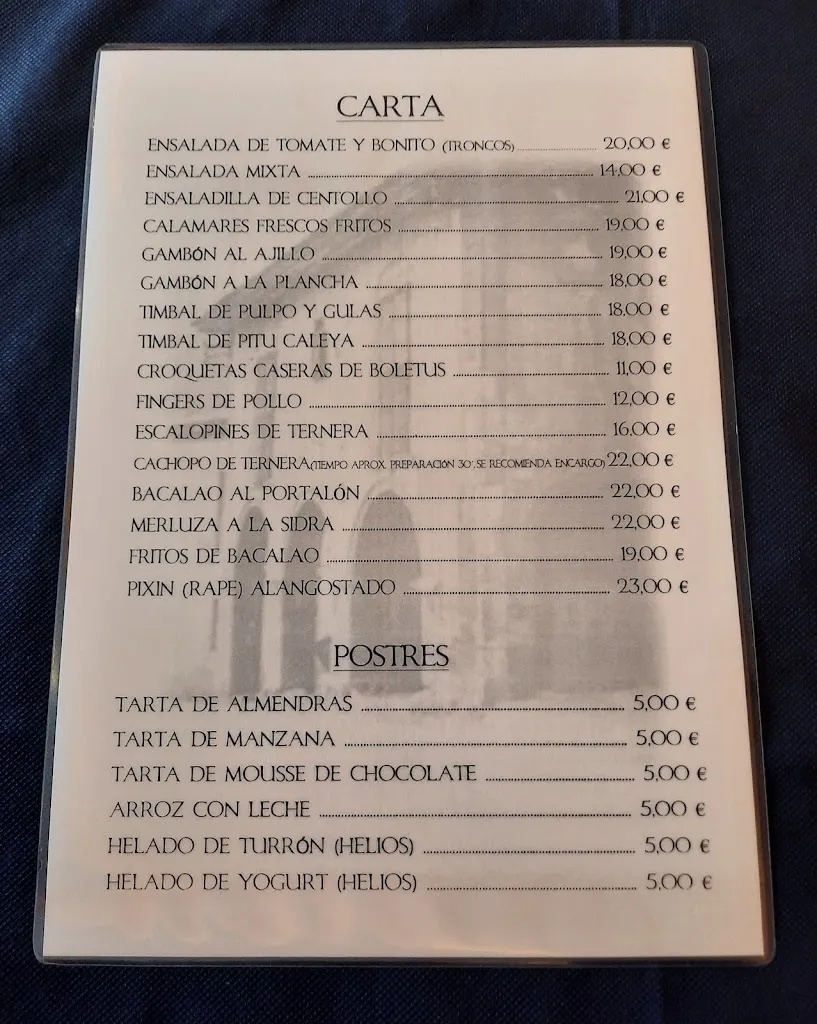 CARTA
ENSALADA DE TOMATE Y BONITO (TRONCOS) 20,00 €
ENSALADA MIXTA 14,00 €
ENSALADILLA DE CENTOLLO 21,00 €
CALAMARES FRESCOS FRITOS 19,00 €
GAMBÓN AL AJILLO 19,00 €
GAMBÓN A LA PLANCHA 18,00 €
TIMBAL DE PULPO Y GULAS 18,00 €
TIMBAL DE PITU CALEYA 18,00 €
CROQUETAS CASERAS DE BOLETUS 11,00 €
FINGERS DE POLLO 12,00 €
ESCALOPINES DE TERNERA 16,00 €
CACHOPO DE TERNERA(TIEMPO APROX. PREPARACIÓN 30', SE RECOMIENDA ENCARGO) 22,00 €
BACALAO AL PORTALÓN 22,00 €
MERLUZA A LA SIDRA 22,00 €
FRITOS DE BACALAO 19,00 €
PIXIN (RAPE) ALANGOSTADO 23,00 €
POSTRES
TARTA DE ALMENDRAS 5,00 €
TARTA DE MANZANA 5,00 €
TARTA DE MOUSSE DE CHOCOLATE 5,00 €
ARROZ CON LECHE 5,00 €
HELADO DE TURRÓN (HELIOS) 5,00 €
HELADO DE YOGURT (HELIOS) 5,00 €